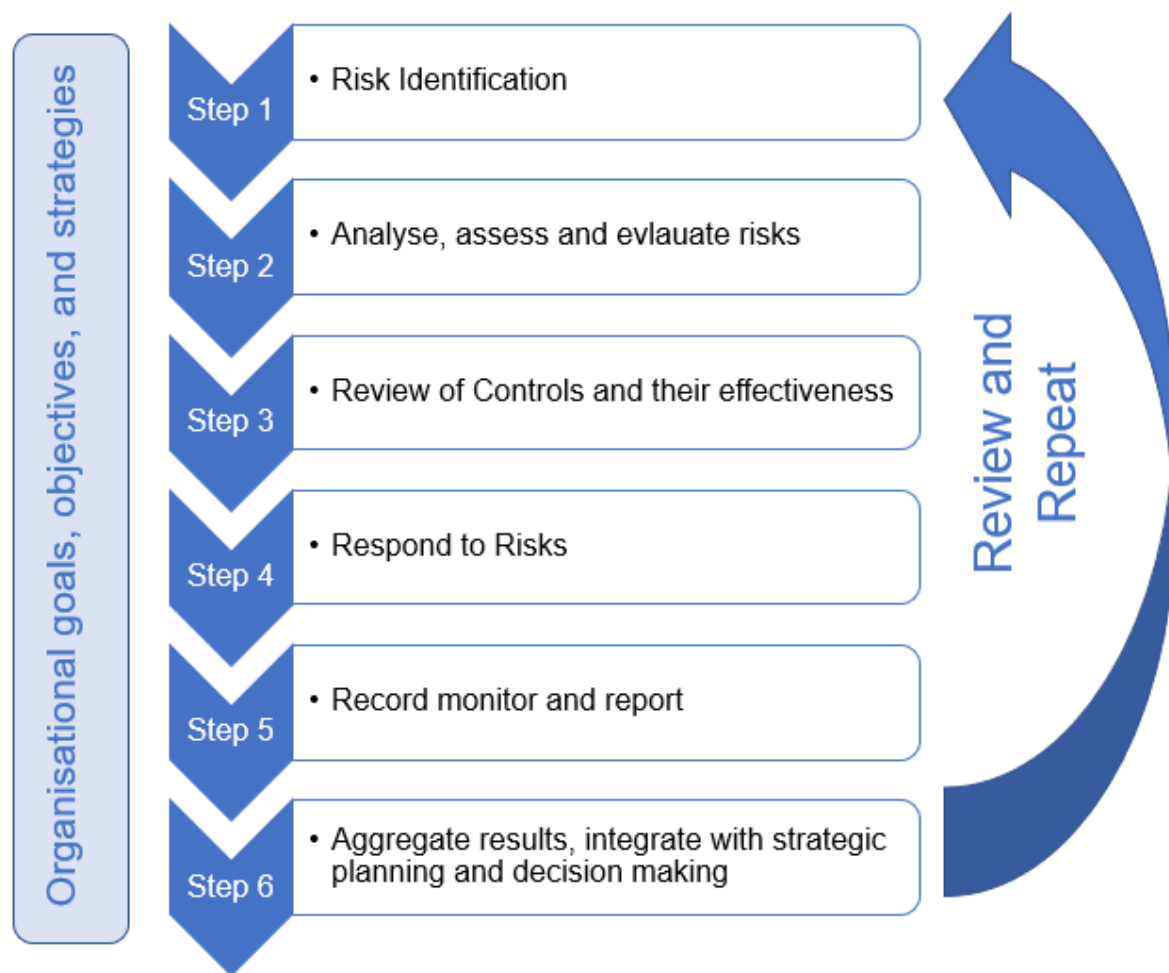 Organisational goals, objectives, and strategies
Step 1
• Risk Identification
Step 2
• Analyse, assess and evlauate risks
Step 3
• Review of Controls and their effectiveness
Step 4
• Respond to Risks
Step 5
• Record monitor and report
Step 6
• Aggregate results, integrate with strategic
planning and decision making
Review and
Repeat